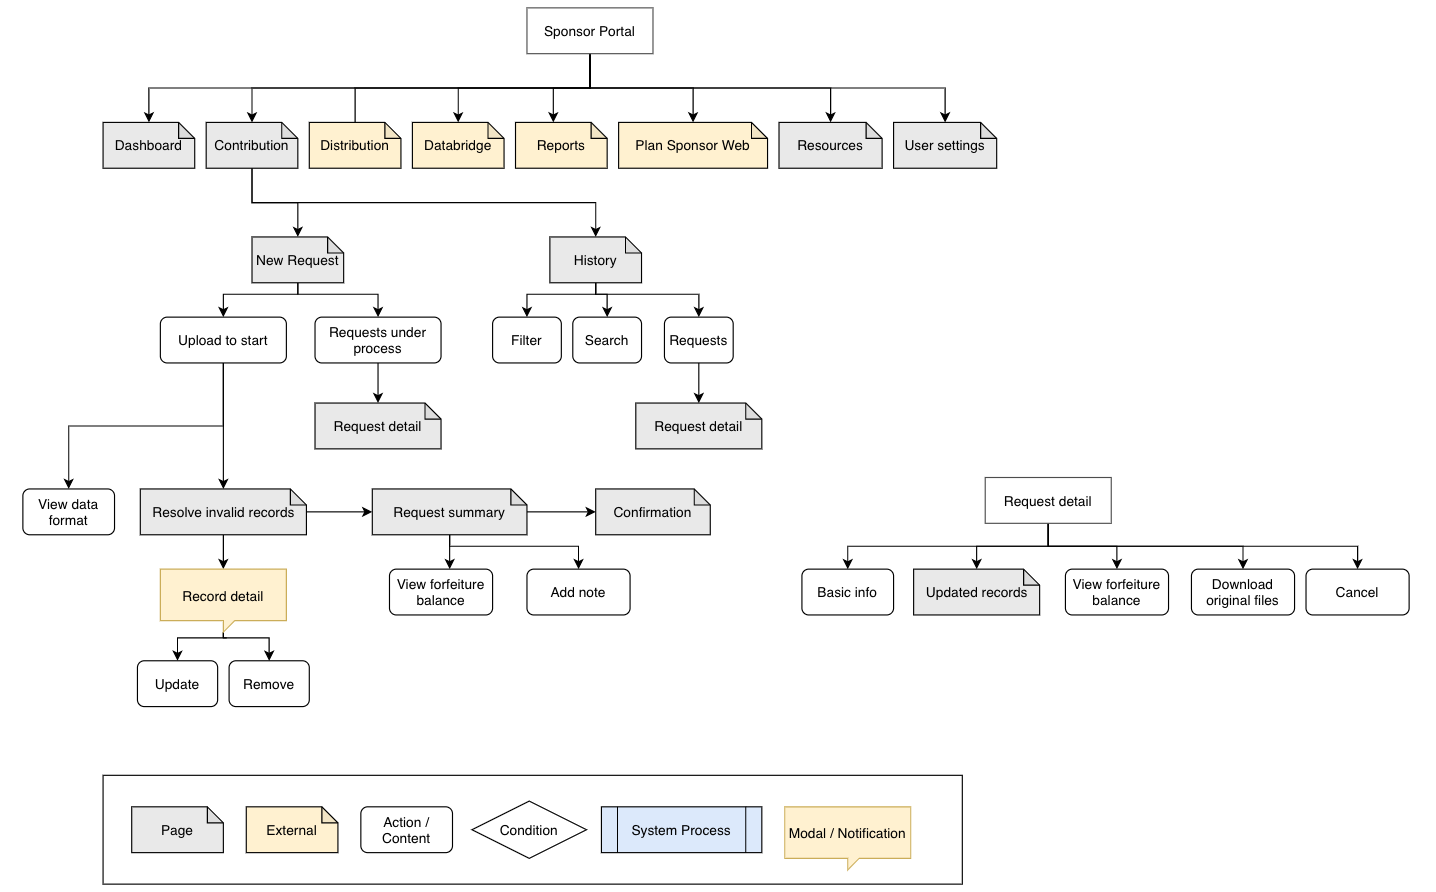 Sponsor Portal
Dashboard
Contribution
Distribution
Databridge
Reports
Plan Sponsor Web
Resources
User settings
New Request
History
Upload to start
Requests under
process
Filter
Search
Requests
Request detail
Request detail
View data
format
Resolve invalid records
Request summary
Confirmation
Request detail
Record detail
View forfeiture
balance
Add note
Basic info
Updated records
View forfeiture
balance
Download
original files
Cancel
Update
Remove
Page
External
Action /
Content
Condition
System Process
Modal / Notification